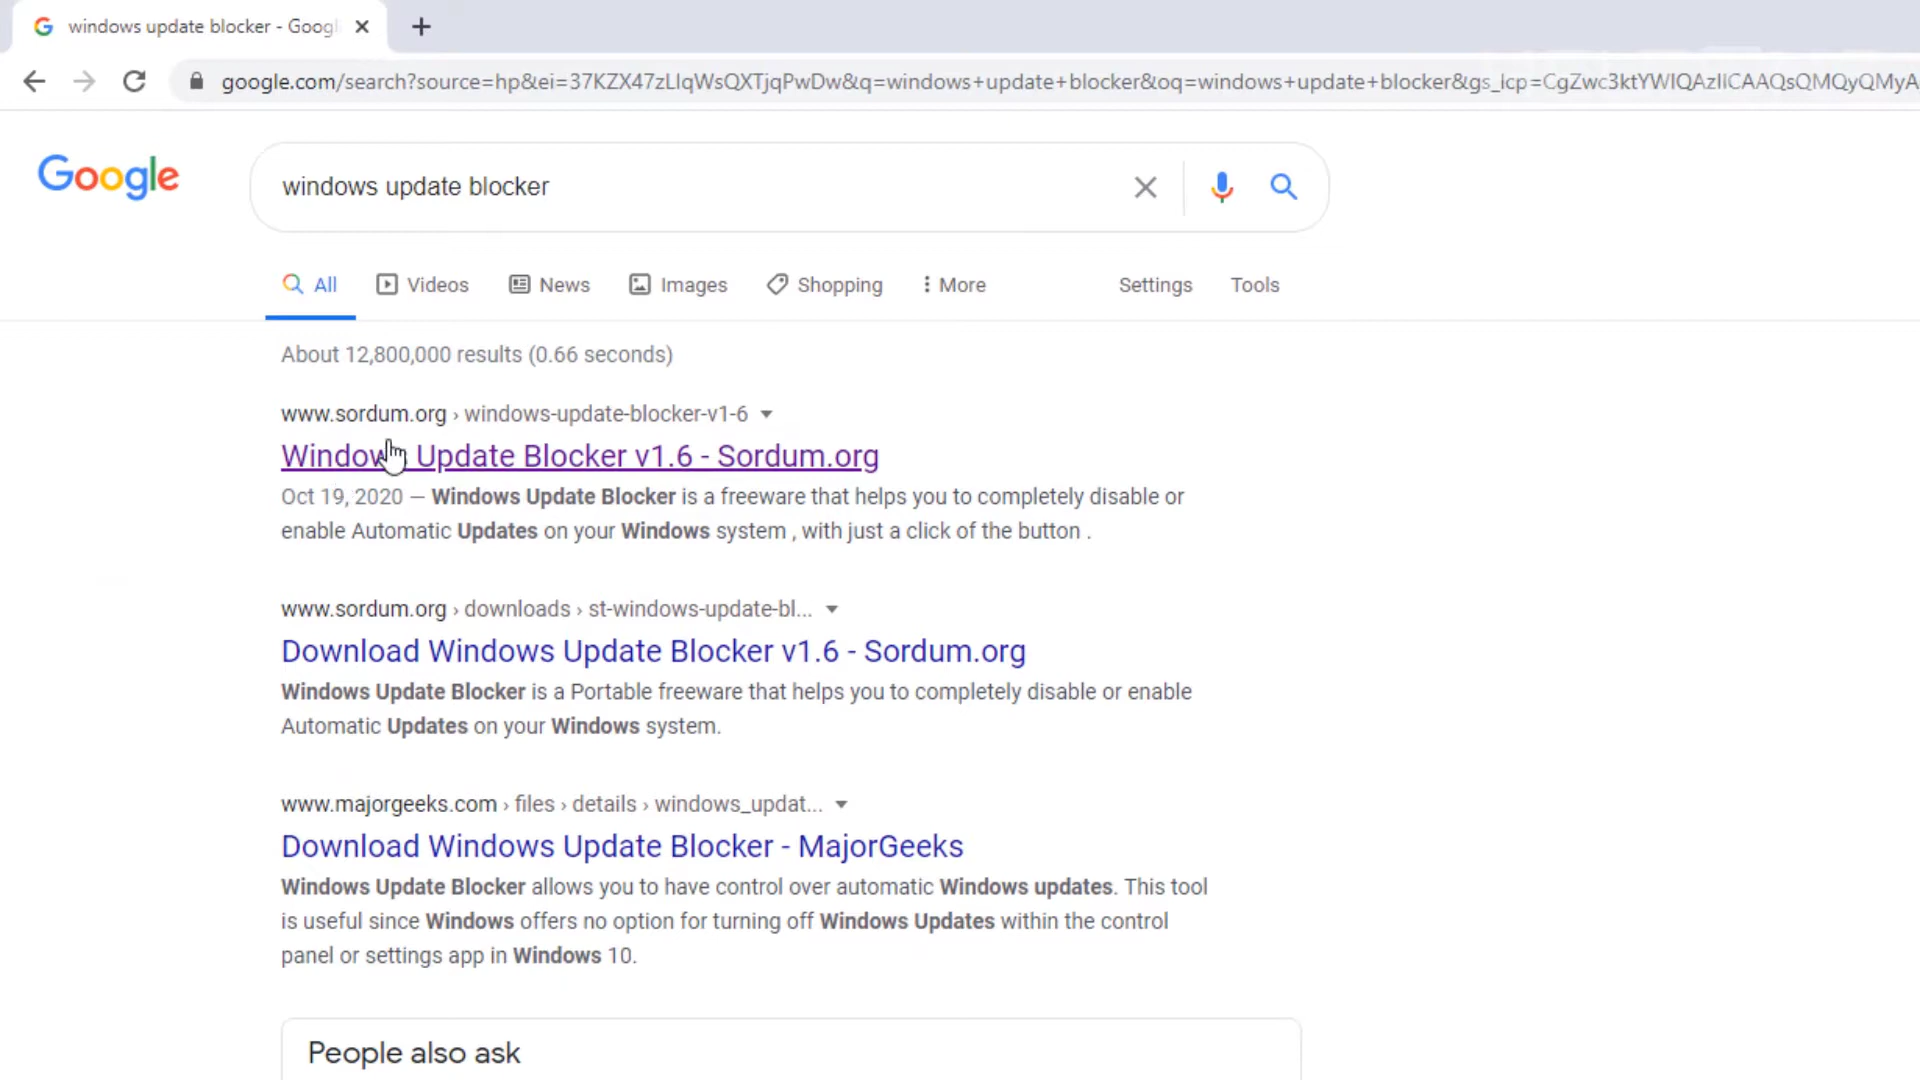 windows update blocker - Googl
google.com/search?source=hp&ei=37KZX47zLIqWsQXTjqPwDw&q=windows+update+blocker&oq=windows+update+blocker&gs_lcp=CgZwc3ktYWIQAzIICAAQsQMQyQMyA
Google
windows update blocker
All Videos News Images Shopping More Settings Tools
About 12,800,000 results (0.66 seconds)
www.sordum.org › windows-update-blocker-v1-6
Windows Update Blocker v1.6 - Sordum.org
Oct 19, 2020 — Windows Update Blocker is a freeware that helps you to completely disable or
enable Automatic Updates on your Windows system , with just a click of the button .
www.sordum.org › downloads › st-windows-update-bl...
Download Windows Update Blocker v1.6 - Sordum.org
Windows Update Blocker is a Portable freeware that helps you to completely disable or enable
Automatic Updates on your Windows system.
www.majorgeeks.com › files › details › windows_updat...
Download Windows Update Blocker - MajorGeeks
Windows Update Blocker allows you to have control over automatic Windows updates. This tool
is useful since Windows offers no option for turning off Windows Updates within the control
panel or settings app in Windows 10.
People also ask